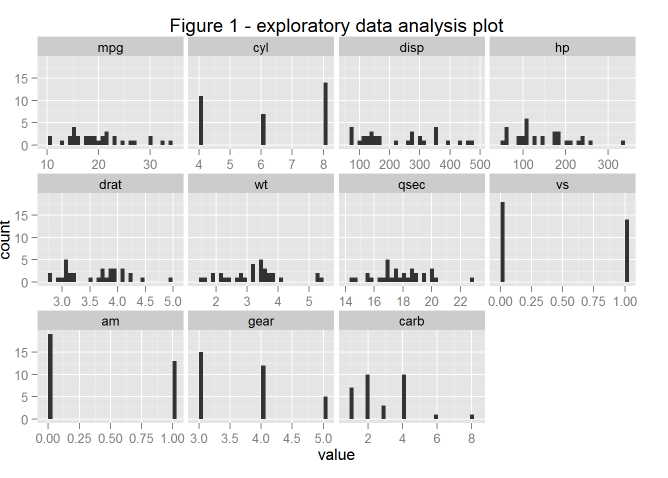 Figure 1 - exploratory data analysis plot
mpg cyl disp hp
15
10
5
0
10 20 30 4 5 6 7 8 100 200 300 400 500 100 200 300
drat wt qsec vs
15
10
5
0
3.0 3.5 4.0 4.5 5.0 2 3 4 5 14 16 18 20 22 0.00 0.25 0.50 0.75 1.00
am gear carb
15
10
5
0
0.00 0.25 0.50 0.75 1.00 3.0 3.5 4.0 4.5 5.0 2 4 6 8
count
value